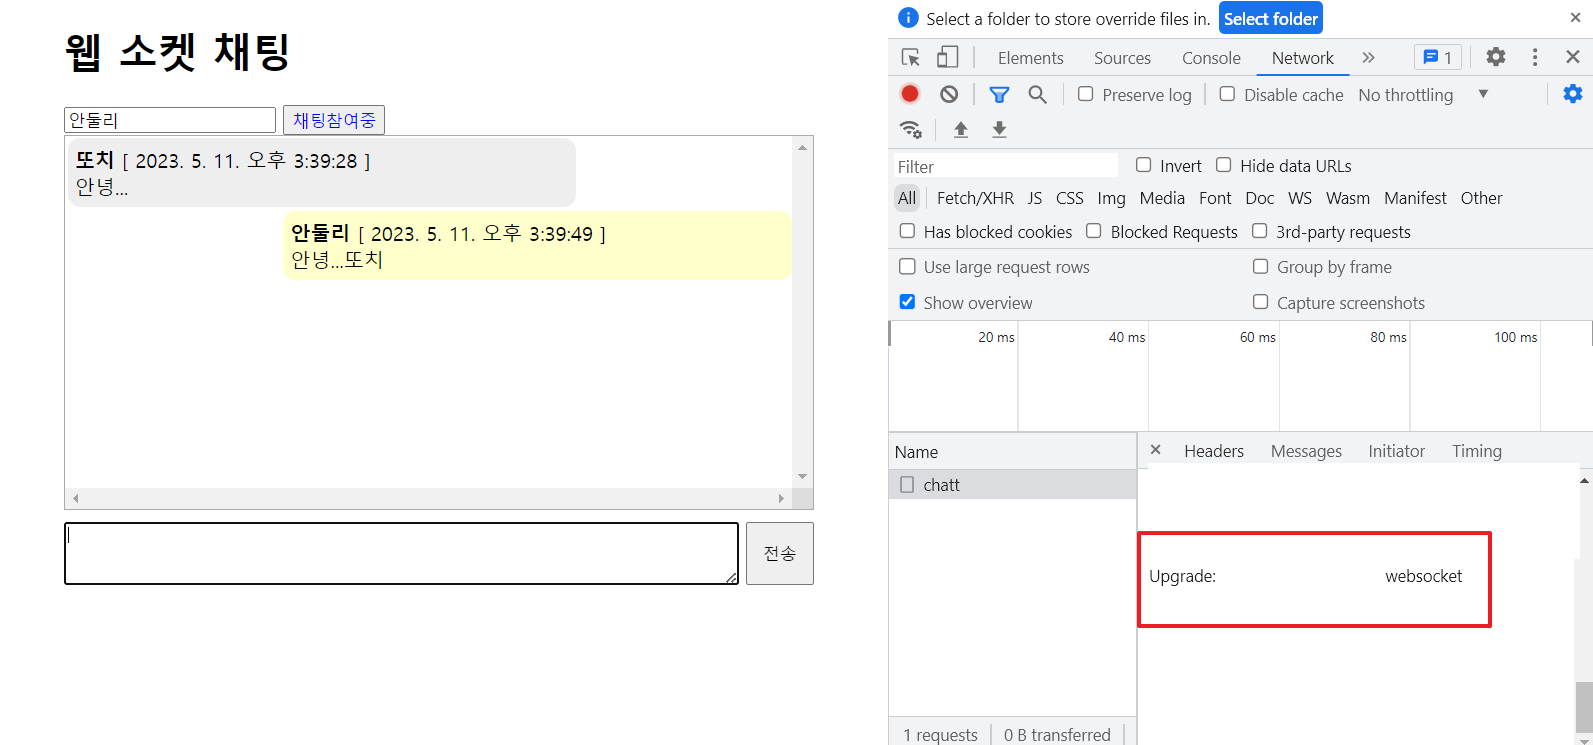 웹 소켓 채팅
안둘리 채팅참여중
또치 [ 2023. 5. 11. 오후 3:39:28 ]
안녕...
안둘리 [ 2023. 5. 11. 오후 3:39:49 ]
안녕...또치
전송
Select a folder to store override files in. Select folder
Elements Sources Console Network 1
Preserve log Disable cache No throttling
Filter Invert Hide data URLs
All Fetch/XHR JS CSS Img Media Font Doc WS Wasm Manifest Other
Has blocked cookies Blocked Requests 3rd-party requests
Use large request rows Group by frame
Show overview Capture screenshots
20 ms 40 ms 60 ms 80 ms 100 ms
Name Headers Messages Initiator Timing
chatt
Upgrade: websocket
1 requests 0 B transferred